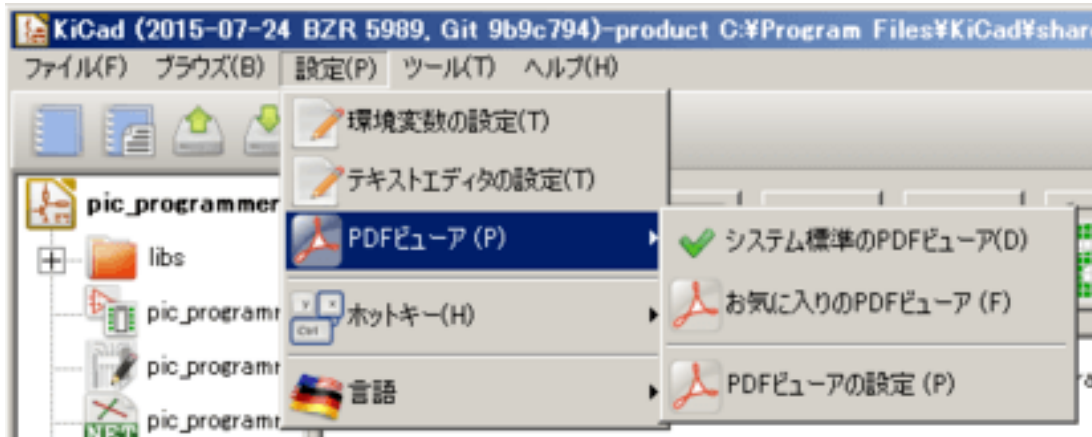 KiCad (2015-07-24 BZR 5989, Git 9b9c794)-product C:¥Program Files¥KiCad¥share
ファイル(F) ブラウズ(B) 設定(P) ツール(T) ヘルプ(H)
環境変数の設定(T)
テキストエディタの設定(T)
PDFビューア (P)
ホットキー(H)
言語
システム標準のPDFビューア(D)
お気に入りのPDFビューア (F)
PDFビューアの設定 (P)
pic_programmer
libs
pic_programm
pic_programm
pic_programm
y x
Ctrl
NET